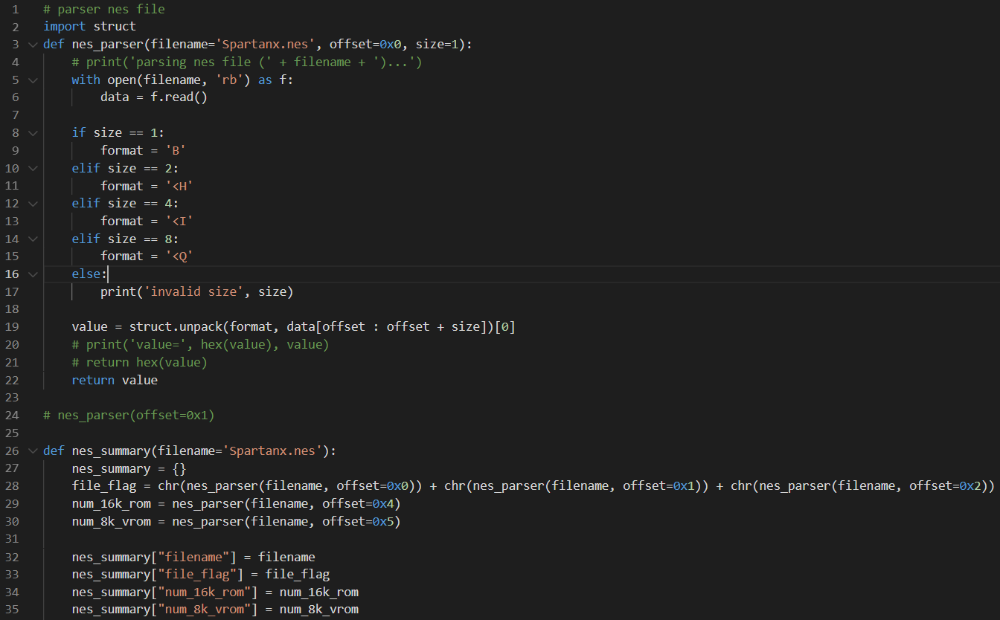 1 # parser nes file
2 import struct
3 def nes_parser(filename='Spartanx.nes', offset=0x0, size=1):
4     # print('parsing nes file (' + filename + ')...')
5     with open(filename, 'rb') as f:
6         data = f.read()
7
8     if size == 1:
9         format = 'B'
10     elif size == 2:
11         format = '<H'
12     elif size == 4:
13         format = '<I'
14     elif size == 8:
15         format = '<Q'
16     else:
17         print('invalid size', size)
18
19     value = struct.unpack(format, data[offset : offset + size])[0]
20     # print('value=', hex(value), value)
21     # return hex(value)
22     return value
23
24 # nes_parser(offset=0x1)
25
26 def nes_summary(filename='Spartanx.nes'):
27     nes_summary = {}
28     file_flag = chr(nes_parser(filename, offset=0x0)) + chr(nes_parser(filename, offset=0x1)) + chr(nes_parser(filename, offset=0x2))
29     num_16k_rom = nes_parser(filename, offset=0x4)
30     num_8k_vrom = nes_parser(filename, offset=0x5)
31
32     nes_summary["filename"] = filename
33     nes_summary["file_flag"] = file_flag
34     nes_summary["num_16k_rom"] = num_16k_rom
35     nes_summary["num_8k_vrom"] = num_8k_vrom